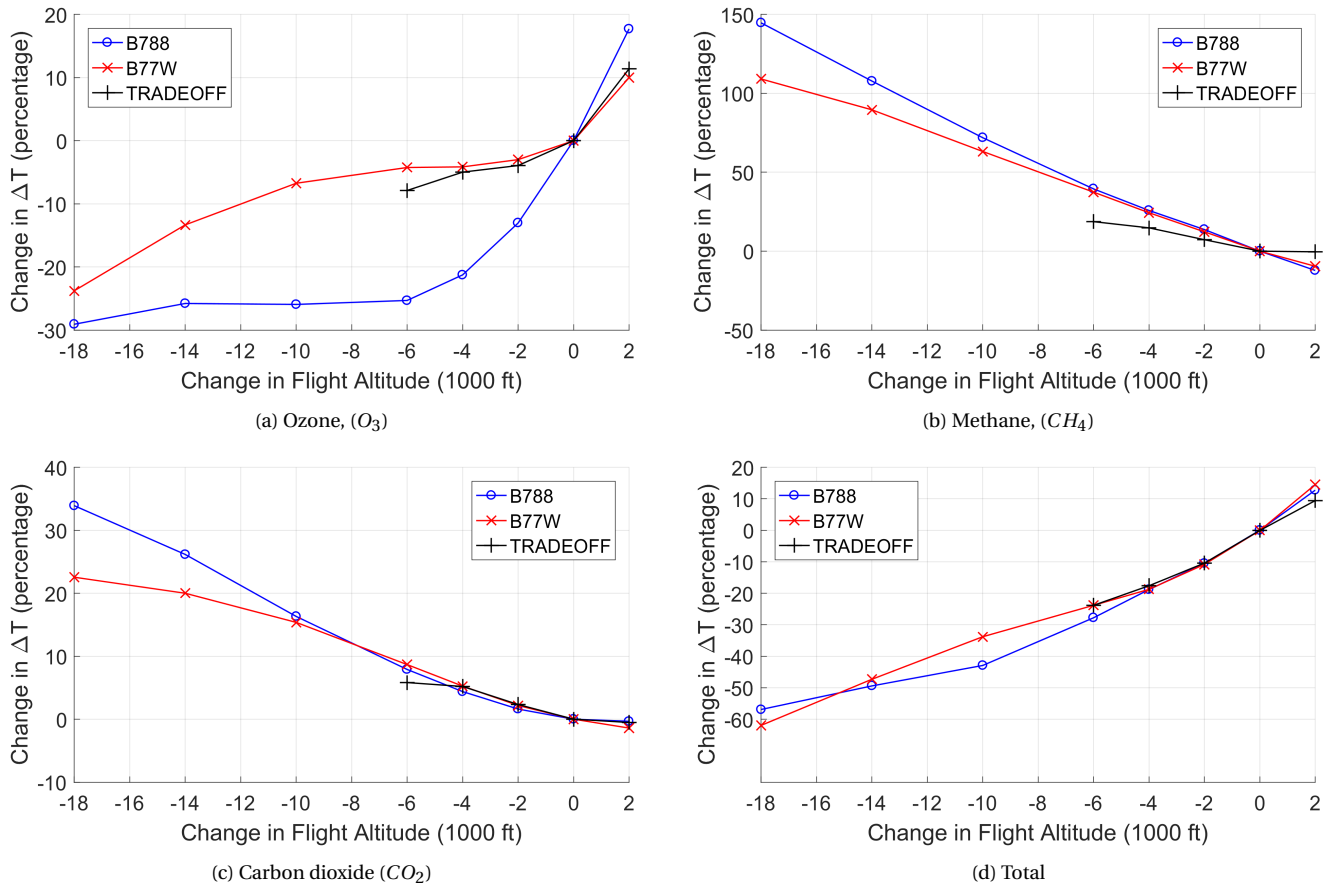 20
10
0
-10
-20
-30
Change in ΔT (percentage)
B788
B77W
TRADEOFF
-18 -16 -14 -12 -10 -8 -6 -4 -2 0 2
Change in Flight Altitude (1000 ft)
(a) Ozone, (O3)
150
100
50
0
-50
Change in ΔT (percentage)
B788
B77W
TRADEOFF
-18 -16 -14 -12 -10 -8 -6 -4 -2 0 2
Change in Flight Altitude (1000 ft)
(b) Methane, (CH4)
40
30
20
10
0
-10
Change in ΔT (percentage)
B788
B77W
TRADEOFF
-18 -16 -14 -12 -10 -8 -6 -4 -2 0 2
Change in Flight Altitude (1000 ft)
(c) Carbon dioxide (CO2)
20
10
0
-10
-20
-30
-40
-50
-60
Change in ΔT (percentage)
B788
B77W
TRADEOFF
-18 -16 -14 -12 -10 -8 -6 -4 -2 0 2
Change in Flight Altitude (1000 ft)
(d) Total